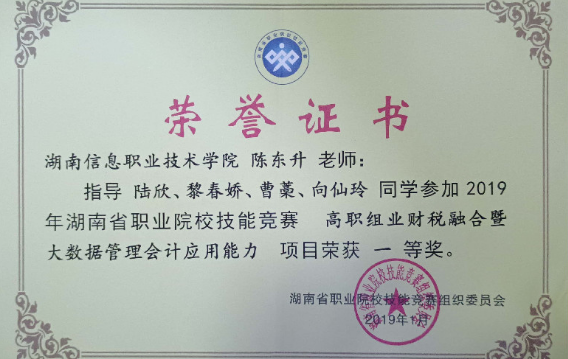 荣誉证书
湖南信息职业技术学院 陈东升 老师：
指导 陆欣、黎春娇、曹藁、向仙玲 同学参加 2019
年湖南省职业院校技能竞赛 高职组业财税融合暨
大数据管理会计应用能力 项目荣获 一 等奖。
湖南省职业院校技能竞赛组织委员会
2019年1月